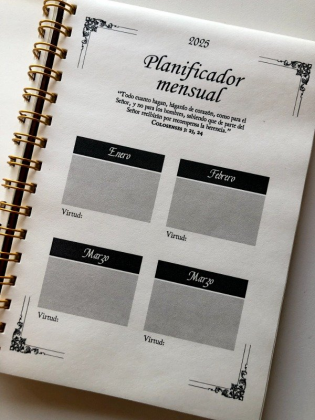 2025
Planificador
mensual
"Todo cuanto hagan, háganlo de corazón, como para el
Señor, y no para los hombres, sabiendo que de parte del
Señor recibirán por recompensa la herencia."
Colosenses 3: 23, 24
Enero
Febrero
Virtud:
Virtud:
Marzo
Marzo
Virtud:
Virtud: